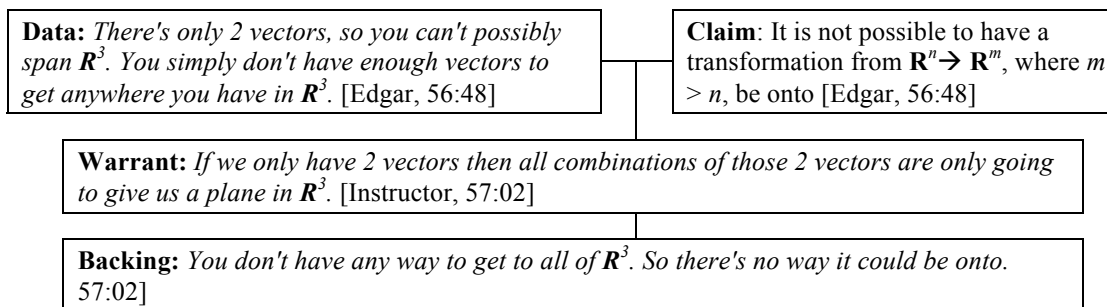 Data: There's only 2 vectors, so you can't possibly
span R³. You simply don't have enough vectors to
get anywhere you have in R³. [Edgar, 56:48]
Claim: It is not possible to have a
transformation from Rⁿ→ Rᵐ, where m
> n, be onto [Edgar, 56:48]
Warrant: If we only have 2 vectors then all combinations of those 2 vectors are only going
to give us a plane in R³. [Instructor, 57:02]
Backing: You don't have any way to get to all of R³. So there's no way it could be onto.
57:02]